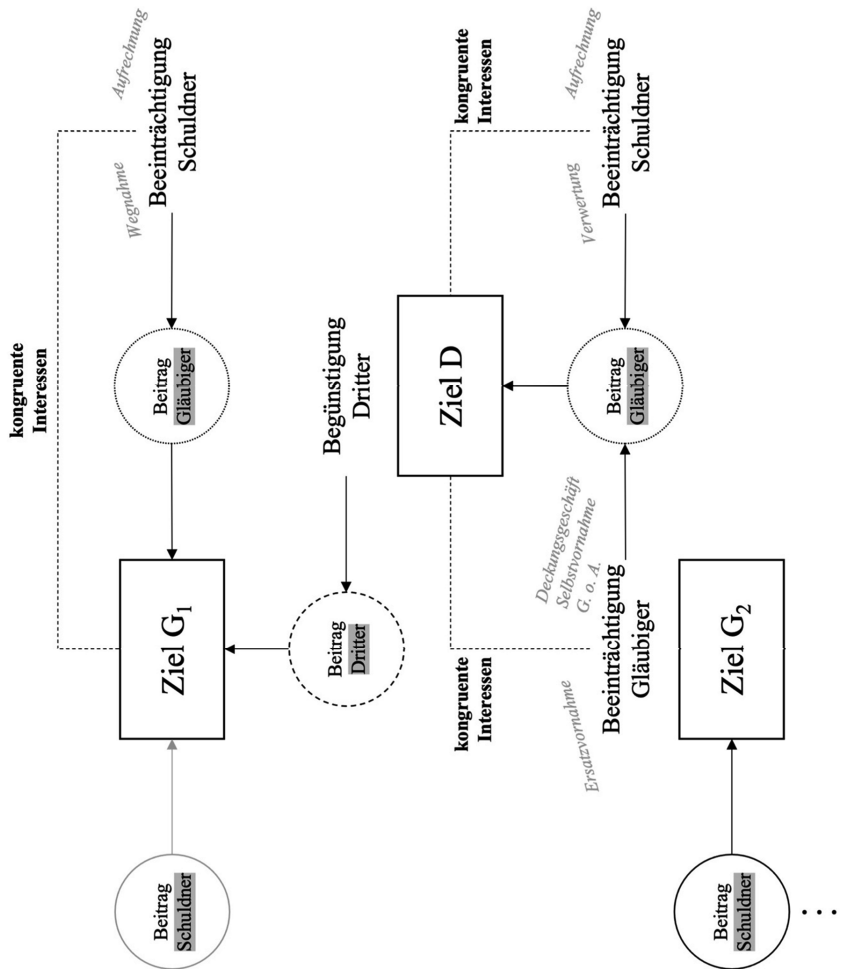 kongruente
Interessen
Wegnahme
Aufrechnung
Beitrag
Schuldner
Ziel G₁
Beitrag
Gläubiger
Beeinträchtigung
Schuldner
Beitrag
Dritter
Begünstigung
Dritter
Ziel D
kongruente
Interessen
kongruente
Interessen
Ersatzvornahme
Deckungsgeschäft
Selbstvornahme
G. o. A.
Verwertung
Aufrechnung
Beeinträchtigung
Gläubiger
Beitrag
Gläubiger
Beeinträchtigung
Schuldner
Beitrag
Schuldner
Ziel G₂
...